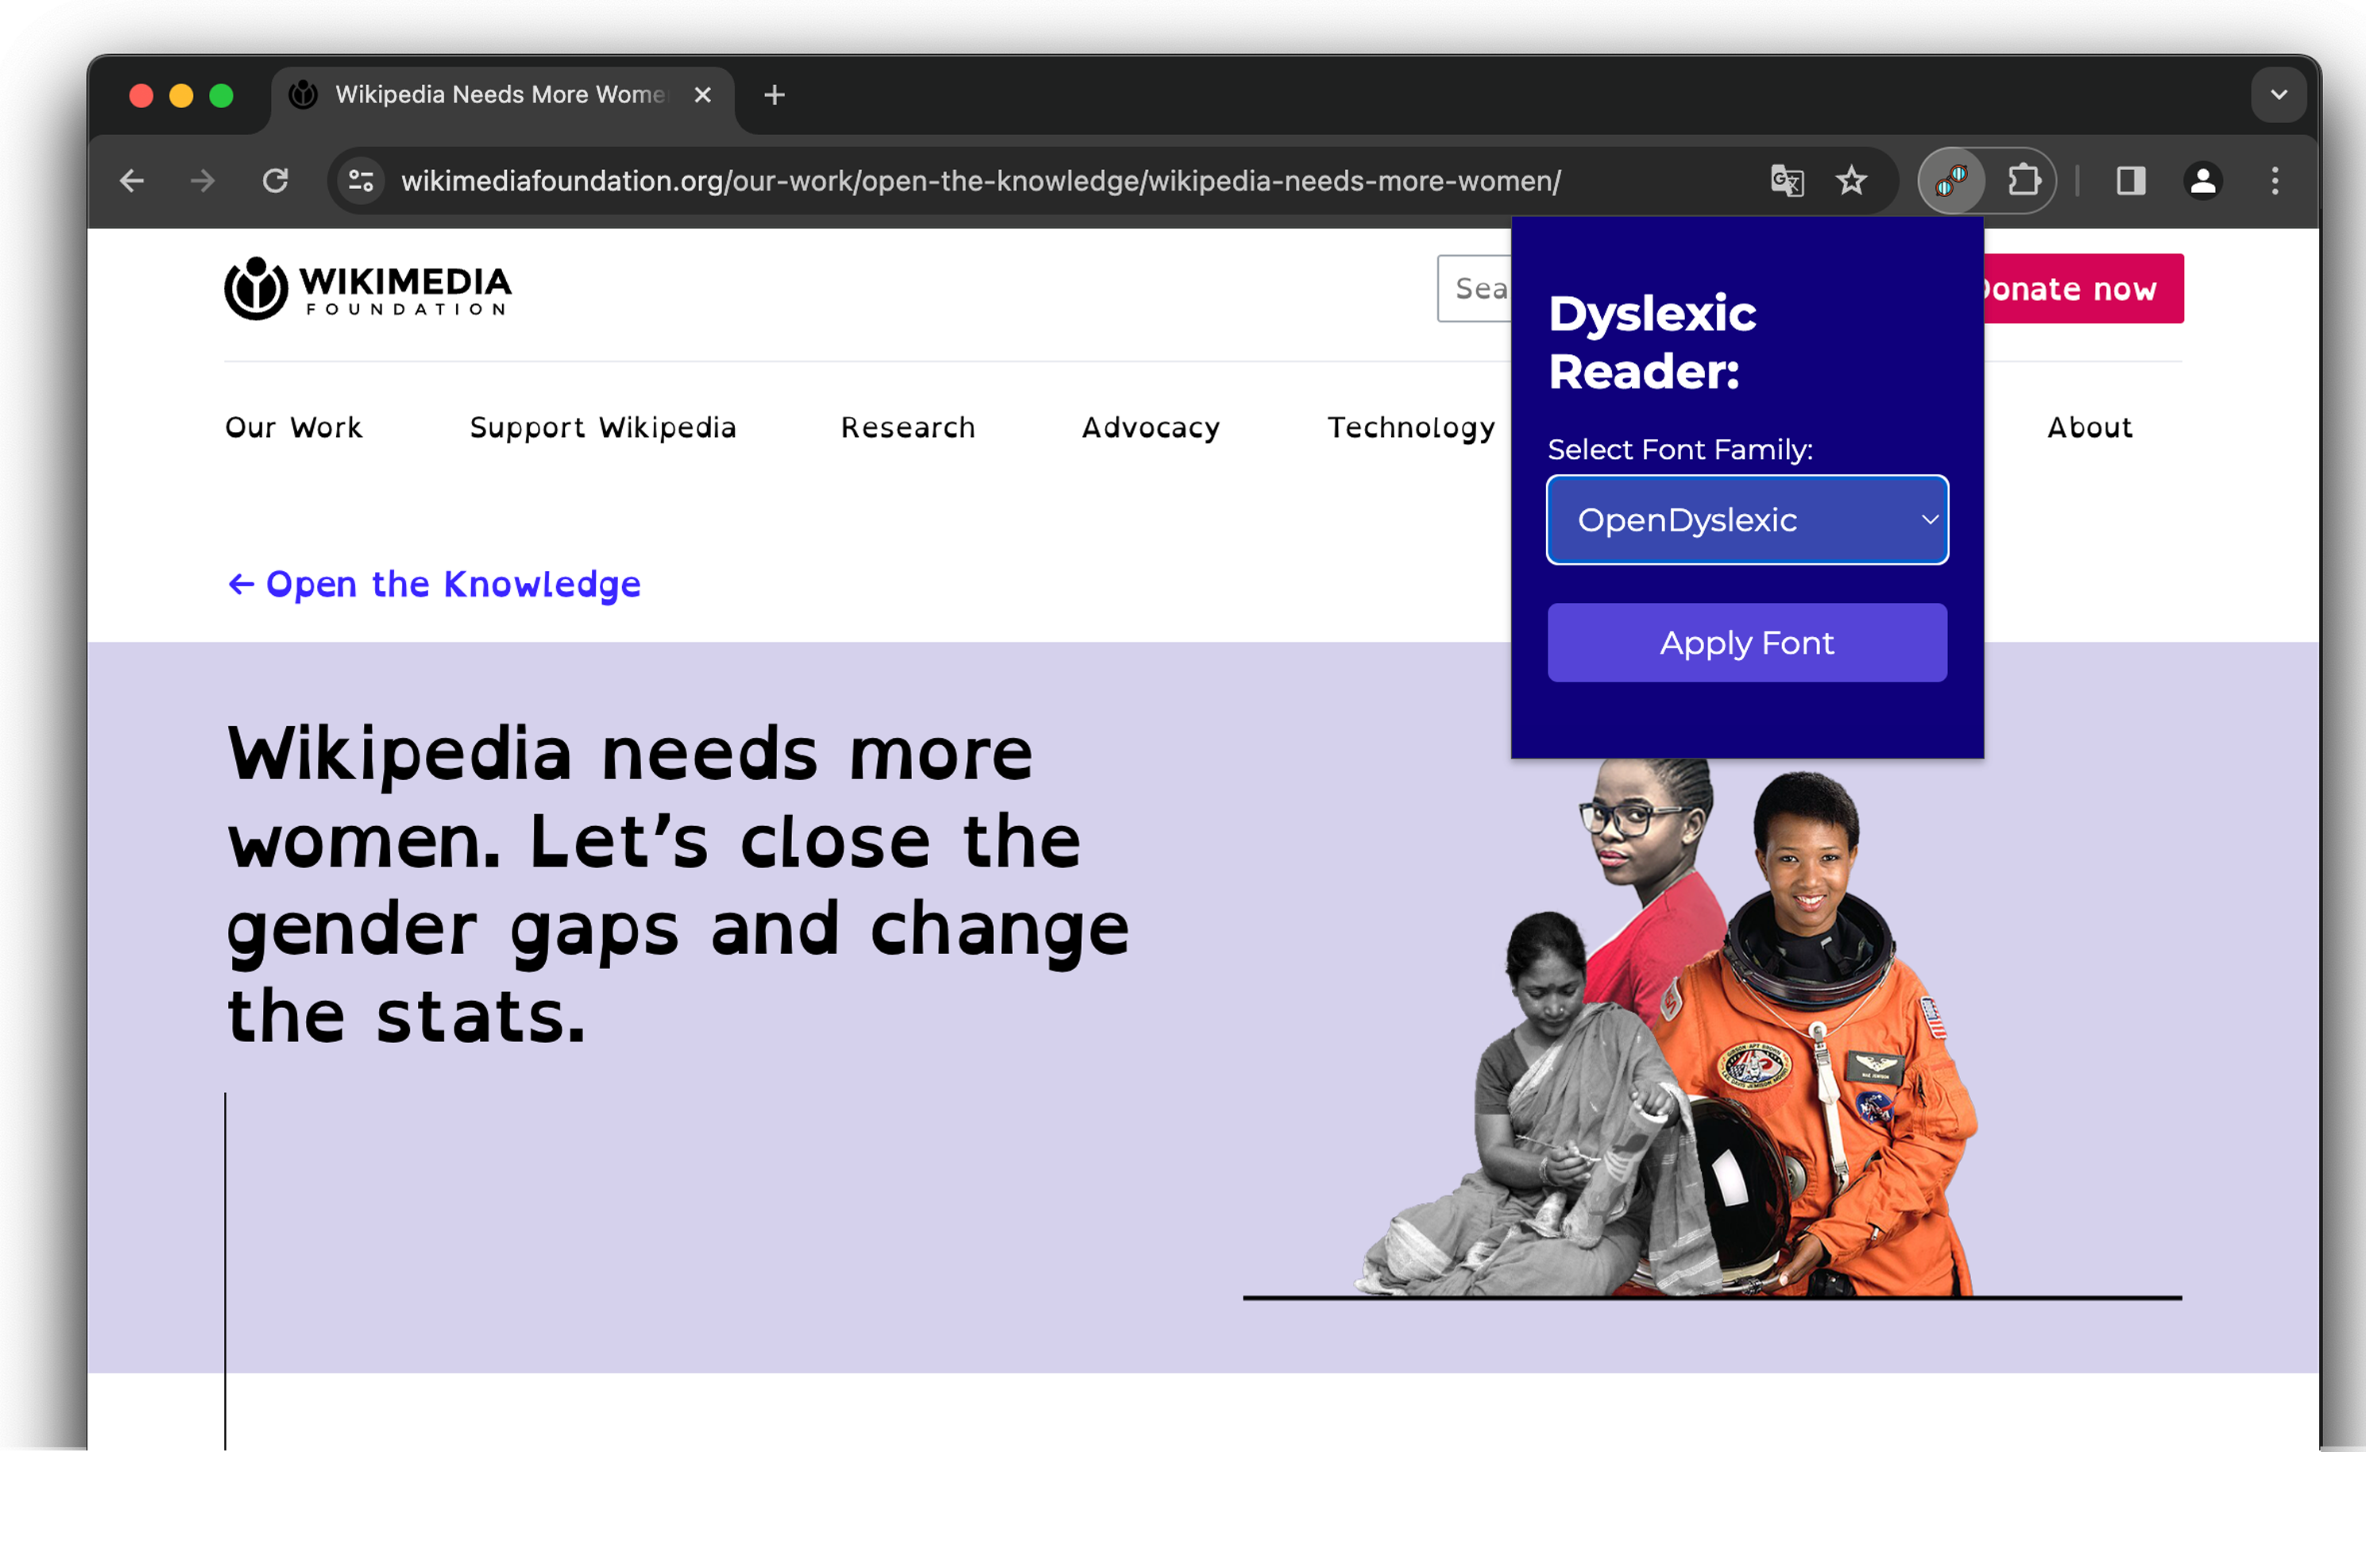 Wikipedia Needs More Wome
wikimediafoundation.org/our-work/open-the-knowledge/wikipedia-needs-more-women/
WIKIMEDIA
FOUNDATION
Sea
Donate now
Our Work
Support Wikipedia
Research
Advocacy
Technology
About
Dyslexic
Reader:
Select Font Family:
OpenDyslexic
Apply Font
← Open the Knowledge
Wikipedia needs more
women. Let’s close the
gender gaps and change
the stats.